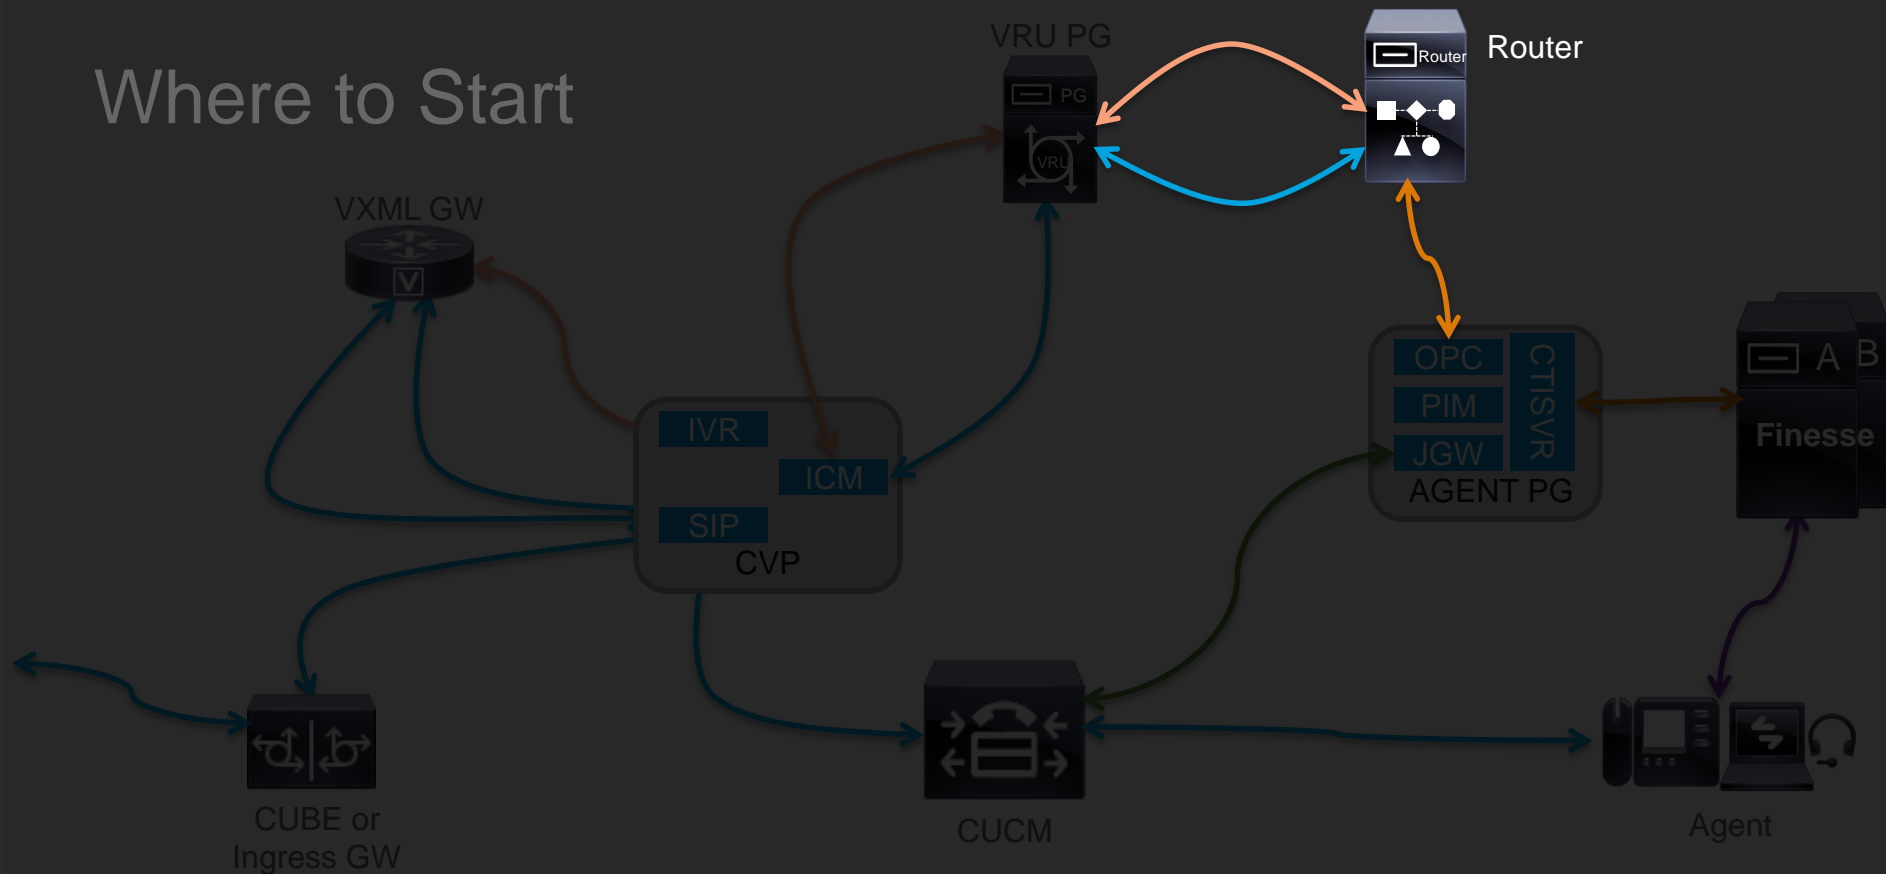 Where to Start
VRU PG
PG
VRU
Router
Router
VXML GW
V
IVR
ICM
SIP
CVP
OPC
PIM
JGW
CTISVR
AGENT PG
A
B
Finesse
CUBE or
Ingress GW
CUCM
Agent